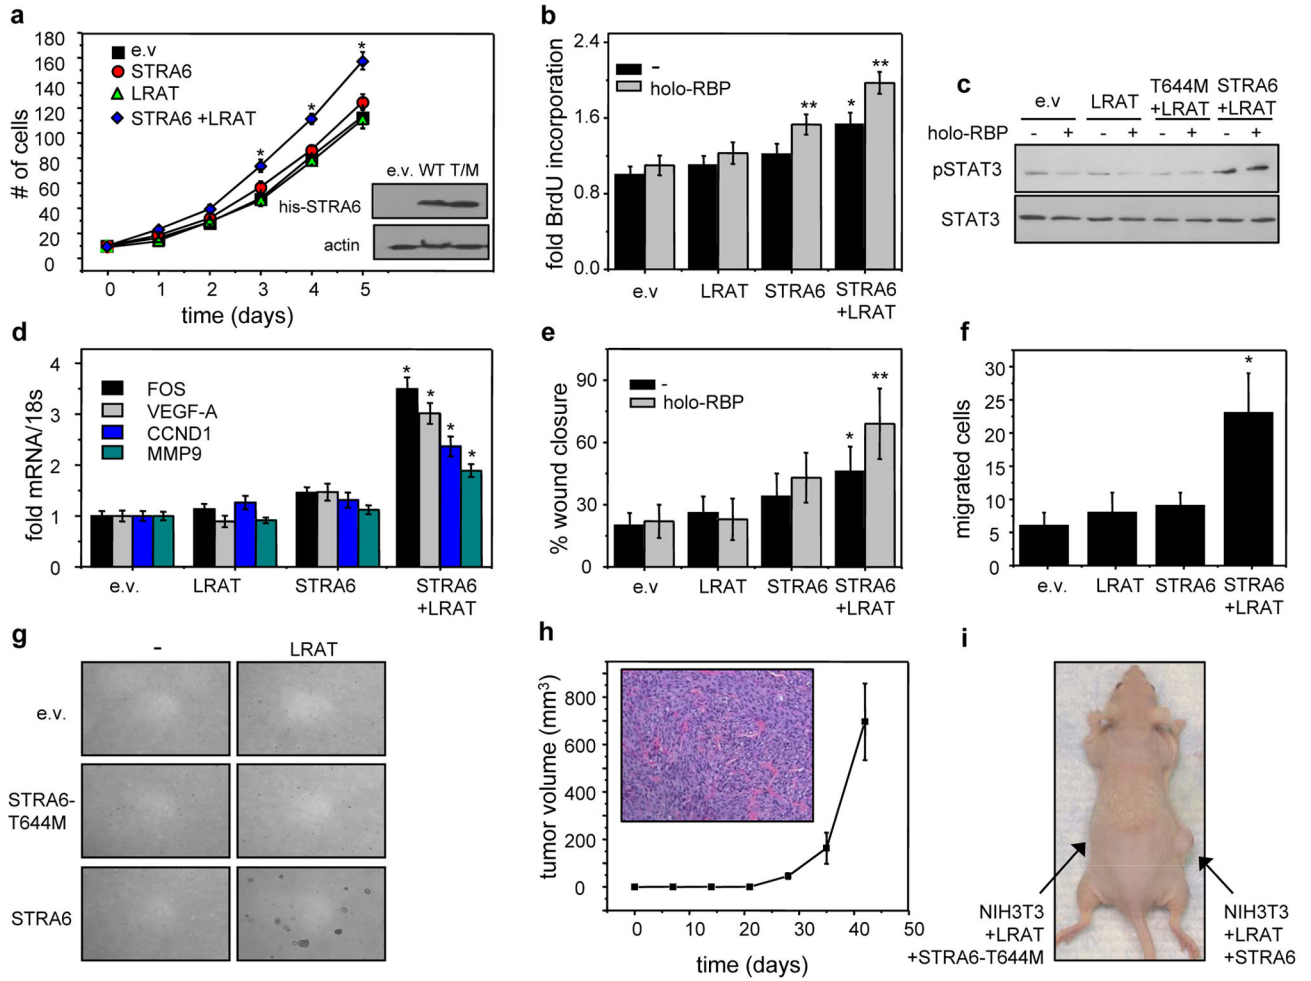 a
180
160
140
120
100
80
60
40
20
0
# of cells
e.v
STRA6
LRAT
STRA6 +LRAT
*
*
*
e.v. WT T/M
his-STRA6
actin
0 1 2 3 4 5
time (days)
b
2.4
1.6
0.8
0.0
fold BrdU incorporation
-
holo-RBP
**
*
**
e.v LRAT STRA6 STRA6
+LRAT
c
e.v LRAT T644M +LRAT STRA6 +LRAT
holo-RBP - + - + - + - +
pSTAT3
STAT3
d
4
3
2
1
0
fold mRNA/18s
FOS
VEGF-A
CCND1
MMP9
*
*
*
*
e.v. LRAT STRA6 STRA6
+LRAT
e
90
60
30
0
% wound closure
-
holo-RBP
*
**
e.v LRAT STRA6 STRA6
+LRAT
f
30
25
20
15
10
5
0
migrated cells
*
e.v. LRAT STRA6 STRA6
+LRAT
g
- LRAT
e.v.
STRA6-
T644M
STRA6
h
800
600
400
200
0
tumor volume (mm3)
0 10 20 30 40 50
time (days)
i
NIH3T3
+LRAT
+STRA6-T644M
NIH3T3
+LRAT
+STRA6